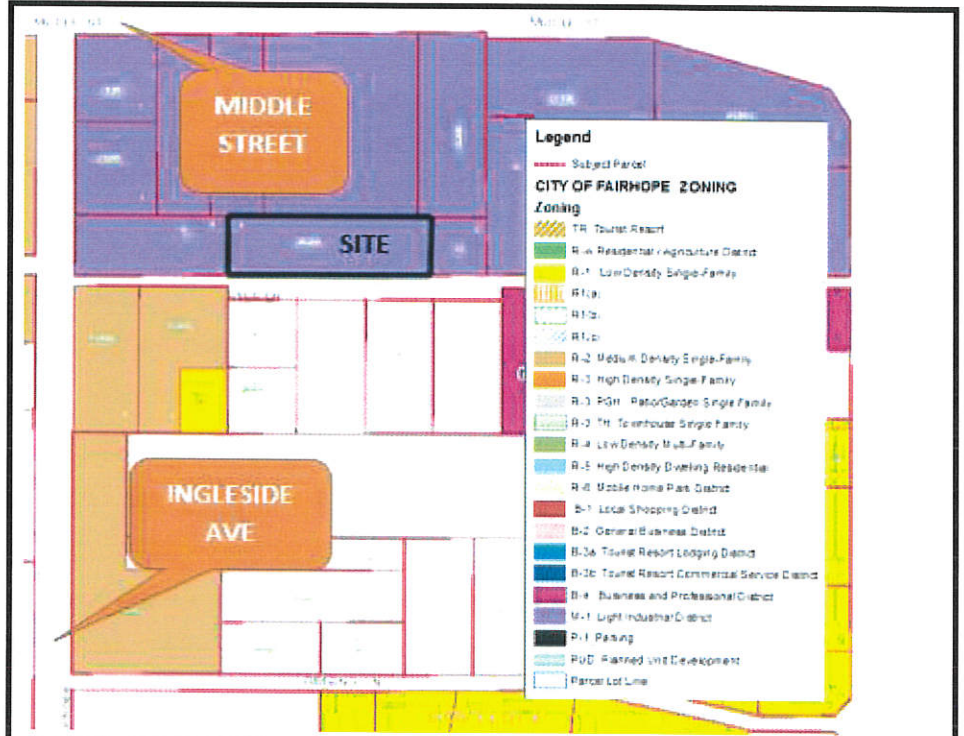 MIDDLE
STREET
SITE
INGLESIDE
AVE
Legend
Subject Parcel
CITY OF FAIRHOPE ZONING
Zoning
TR Tourist Resort
R-A Residential / Agriculture District
R-1 Low Density Single-Family
R-2 Medium Density Single-Family
R-3 High Density Single-Family
R-3 PGH Patio/Garden Single Family
R-3 TH Townhouse Single Family
R-4 Low Density Multi-Family
R-5 High Density Dwelling Residential
R-6 Mobile Home Park District
B-1 Local Shopping District
B-2 General Business District
B-3a Tourist Resort Lodging District
B-3b Tourist Resort Commercial Service District
B-4 Business and Professional District
M-1 Light Industrial District
P-1 Parking
PUD Planned Unit Development
Parcel Lot Line